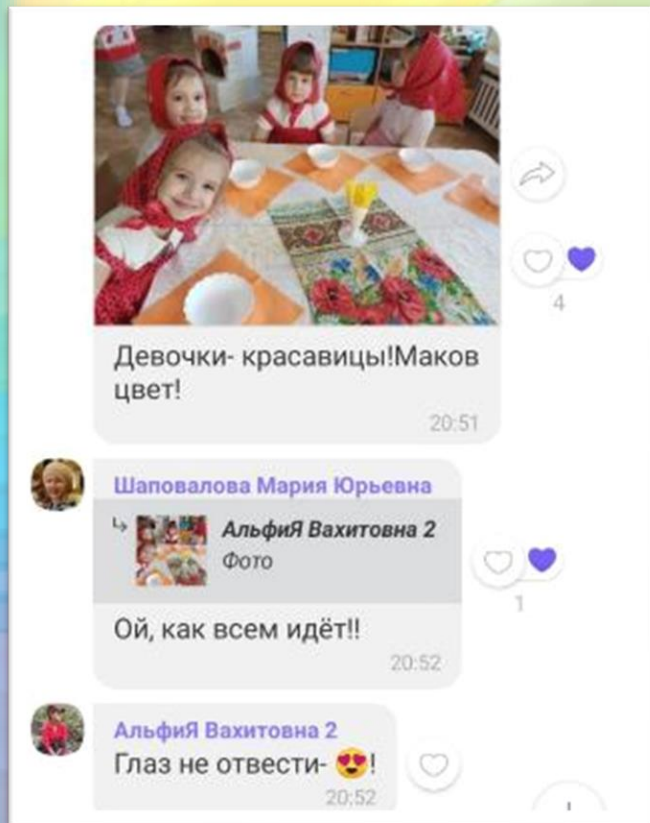 Девочки- красавицы!Маков
цвет!
20:51
4
Шаповалова Мария Юрьевна
АльфиЯ Вахитовна 2
Фото
1
Ой, как всем идёт!!
20:52
АльфиЯ Вахитовна 2
Глаз не отвести- 😍!
20:52